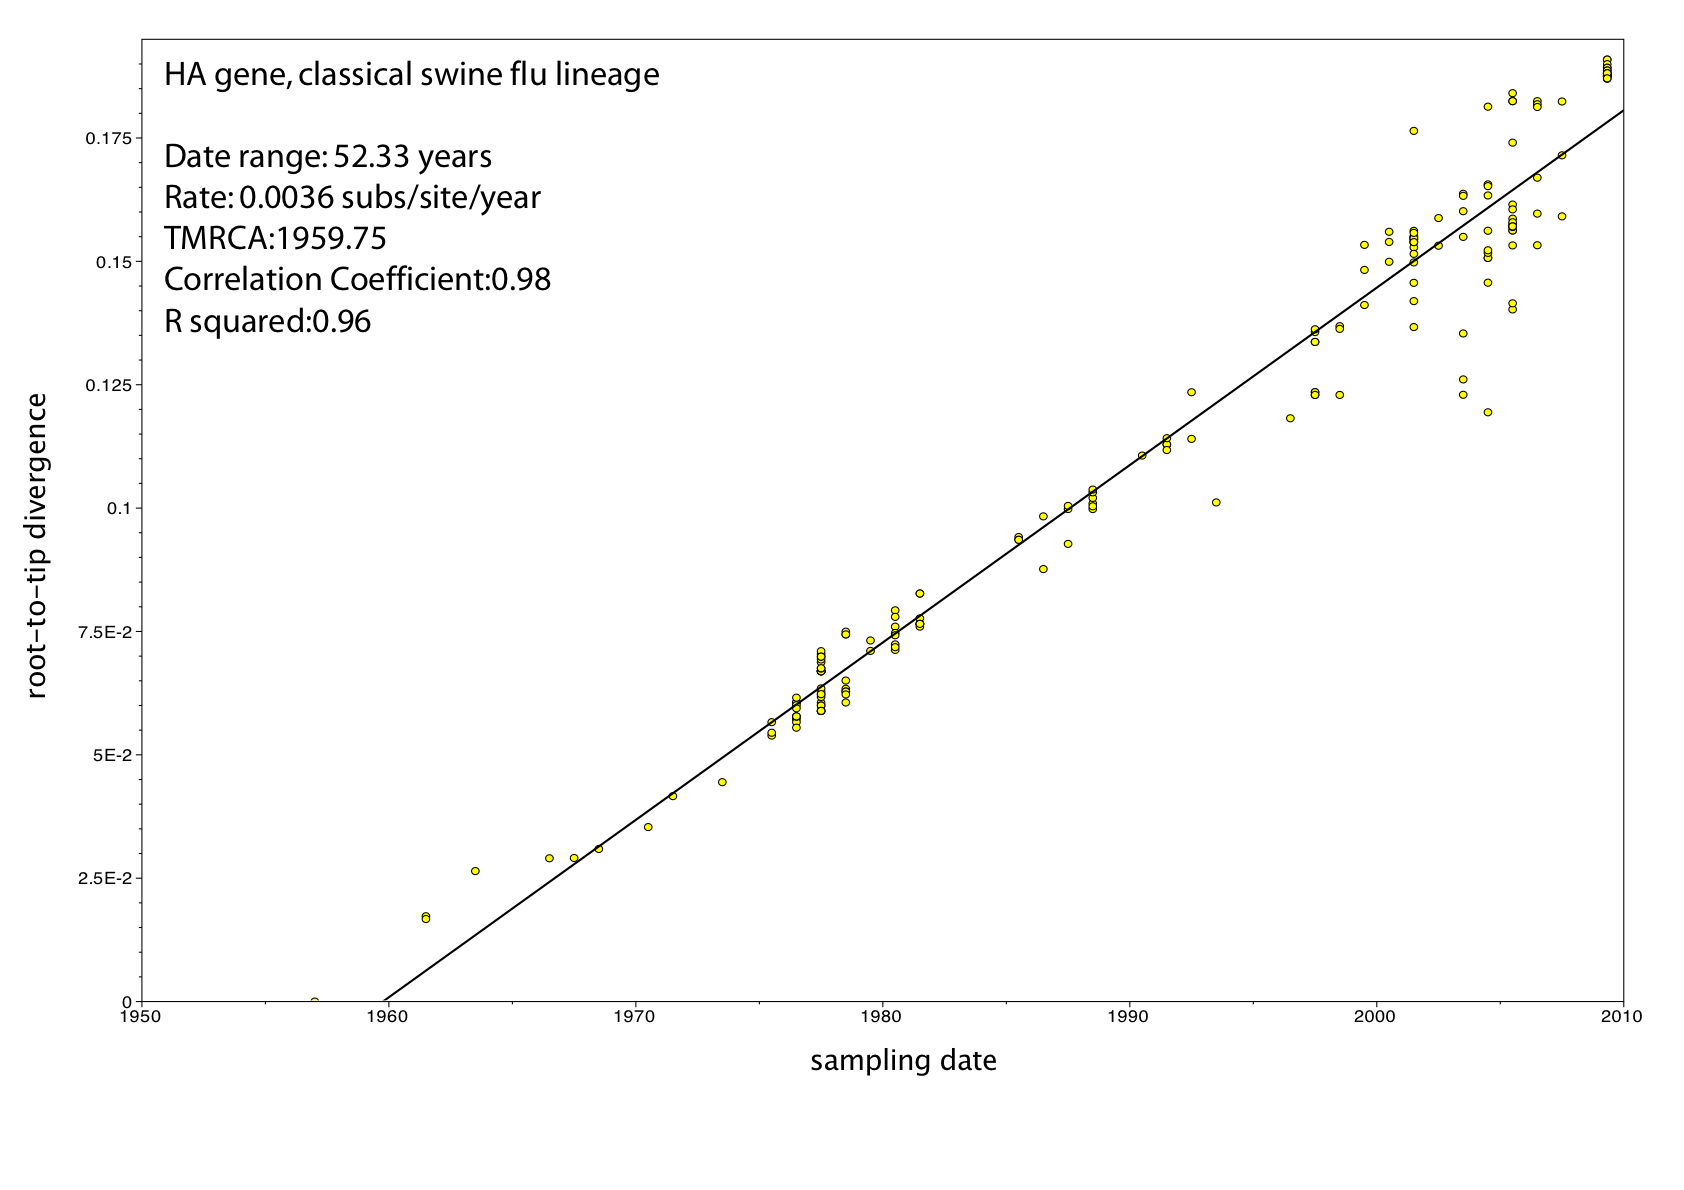 HA gene, classical swine flu lineage
Date range: 52.33 years
Rate: 0.0036 subs/site/year
TMRCA:1959.75
Correlation Coefficient:0.98
R squared:0.96
root-to-tip divergence
0.175
0.15
0.125
0.1
7.5E-2
5E-2
2.5E-2
0
1950 1960 1970 1980 1990 2000 2010
sampling date